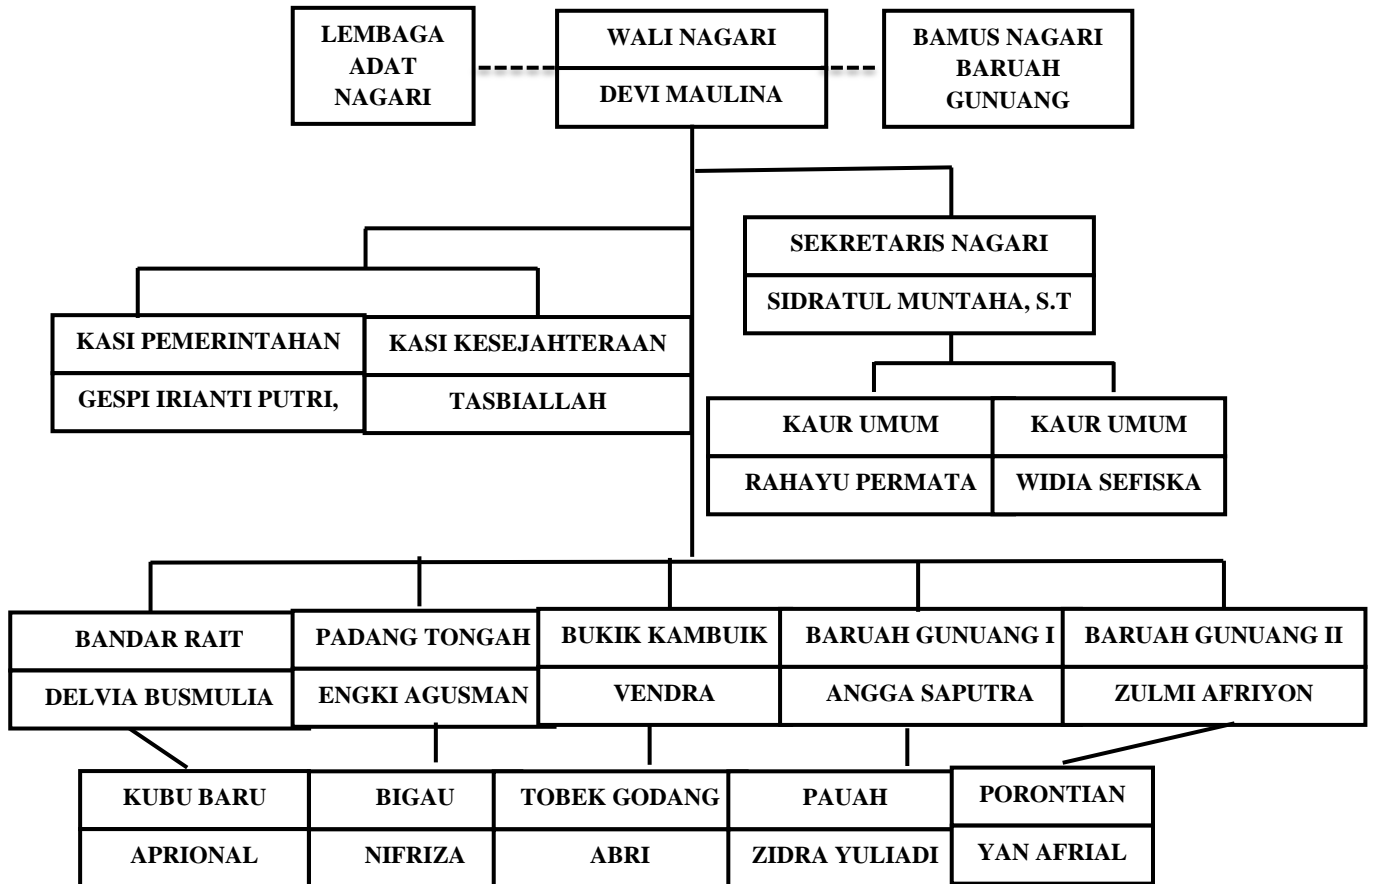 LEMBAGA
ADAT
NAGARI
WALI NAGARI
DEVI MAULINA
BAMUS NAGARI
BARUAH
GUNUANG
SEKRETARIS NAGARI
SIDRATUL MUNTAHA, S.T
KASI PEMERINTAHAN
GESPI IRIANTI PUTRI,
KASI KESEJAHTERAAN
TASBIALLAH
KAUR UMUM
RAHAYU PERMATA
KAUR UMUM
WIDIA SEFISKA
BANDAR RAIT
DELVIA BUSMULIA
PADANG TONGAH
ENGKI AGUSMAN
BUKIK KAMBUIK
VENDRA
BARUAH GUNUANG I
ANGGA SAPUTRA
BARUAH GUNUANG II
ZULMI AFRIYON
KUBU BARU
APRIONAL
BIGAU
NIFRIZA
TOBEK GODANG
ABRI
PAUAH
ZIDRA YULIADI
PORONTIAN
YAN AFRIAL